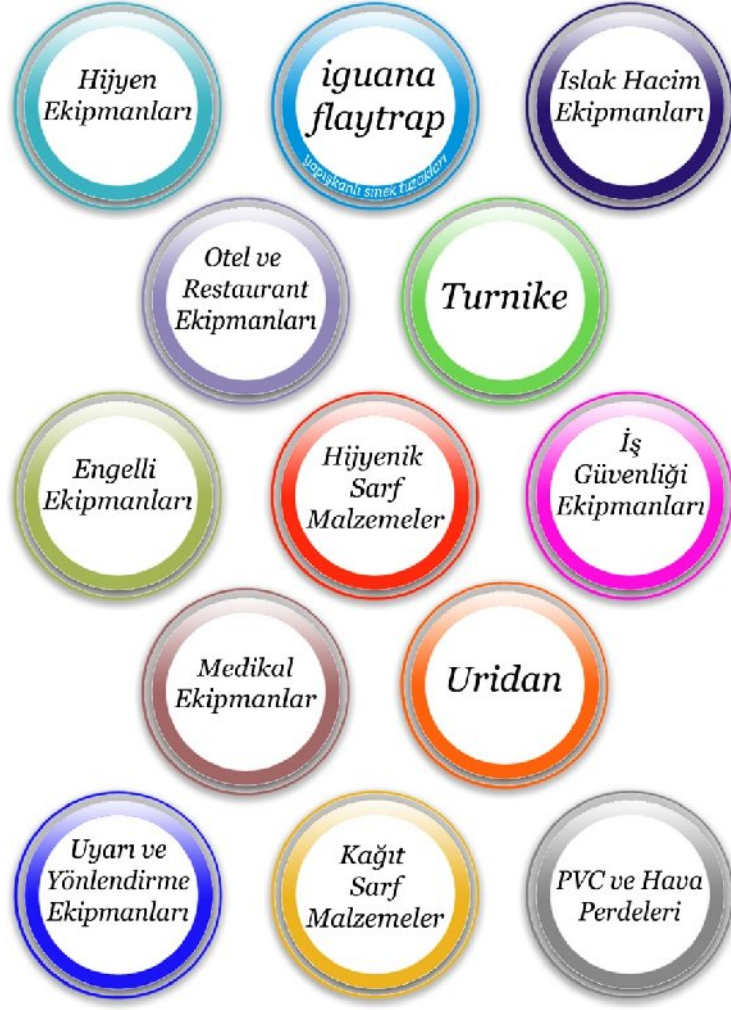 Hijyen
Ekipmanları
iguana
flaytrap
yapışkanlı sinek tuzakları
Islak Hacim
Ekipmanları
Otel ve
Restaurant
Ekipmanları
Turnike
Engelli
Ekipmanları
Hijyenik
Sarf
Malzemeler
İş
Güvenliği
Ekipmanları
Medikal
Ekipmanlar
Uridan
Uyarı ve
Yönlendirme
Ekipmanları
Kağıt
Sarf
Malzemeler
PVC ve Hava
Perdeleri